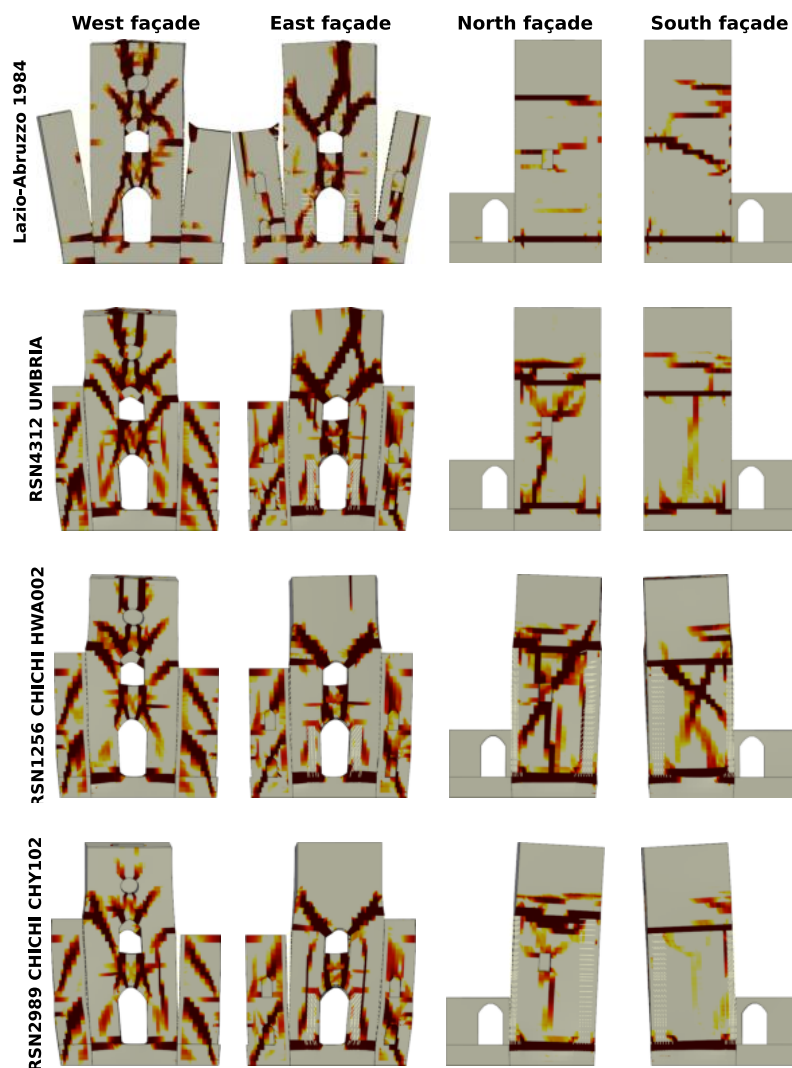 West façade East façade North façade South façade
Lazio-Abruzzo 1984
RSN4312 UMBRIA
RSN1256 CHICHI HWA002
RSN2989 CHICHI CHY102